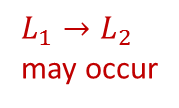 𝐿₁ → 𝐿₂
may occur